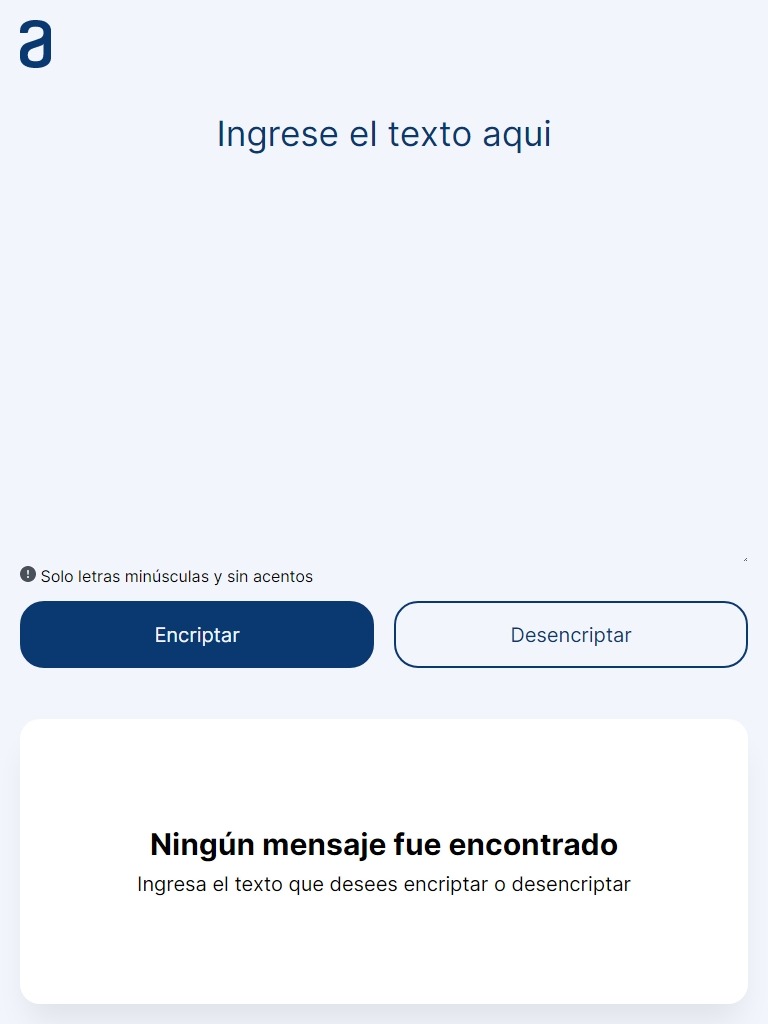 a
Ingrese el texto aqui
Solo letras minúsculas y sin acentos
Encriptar
Desencriptar
Ningún mensaje fue encontrado
Ingresa el texto que desees encriptar o desencriptar